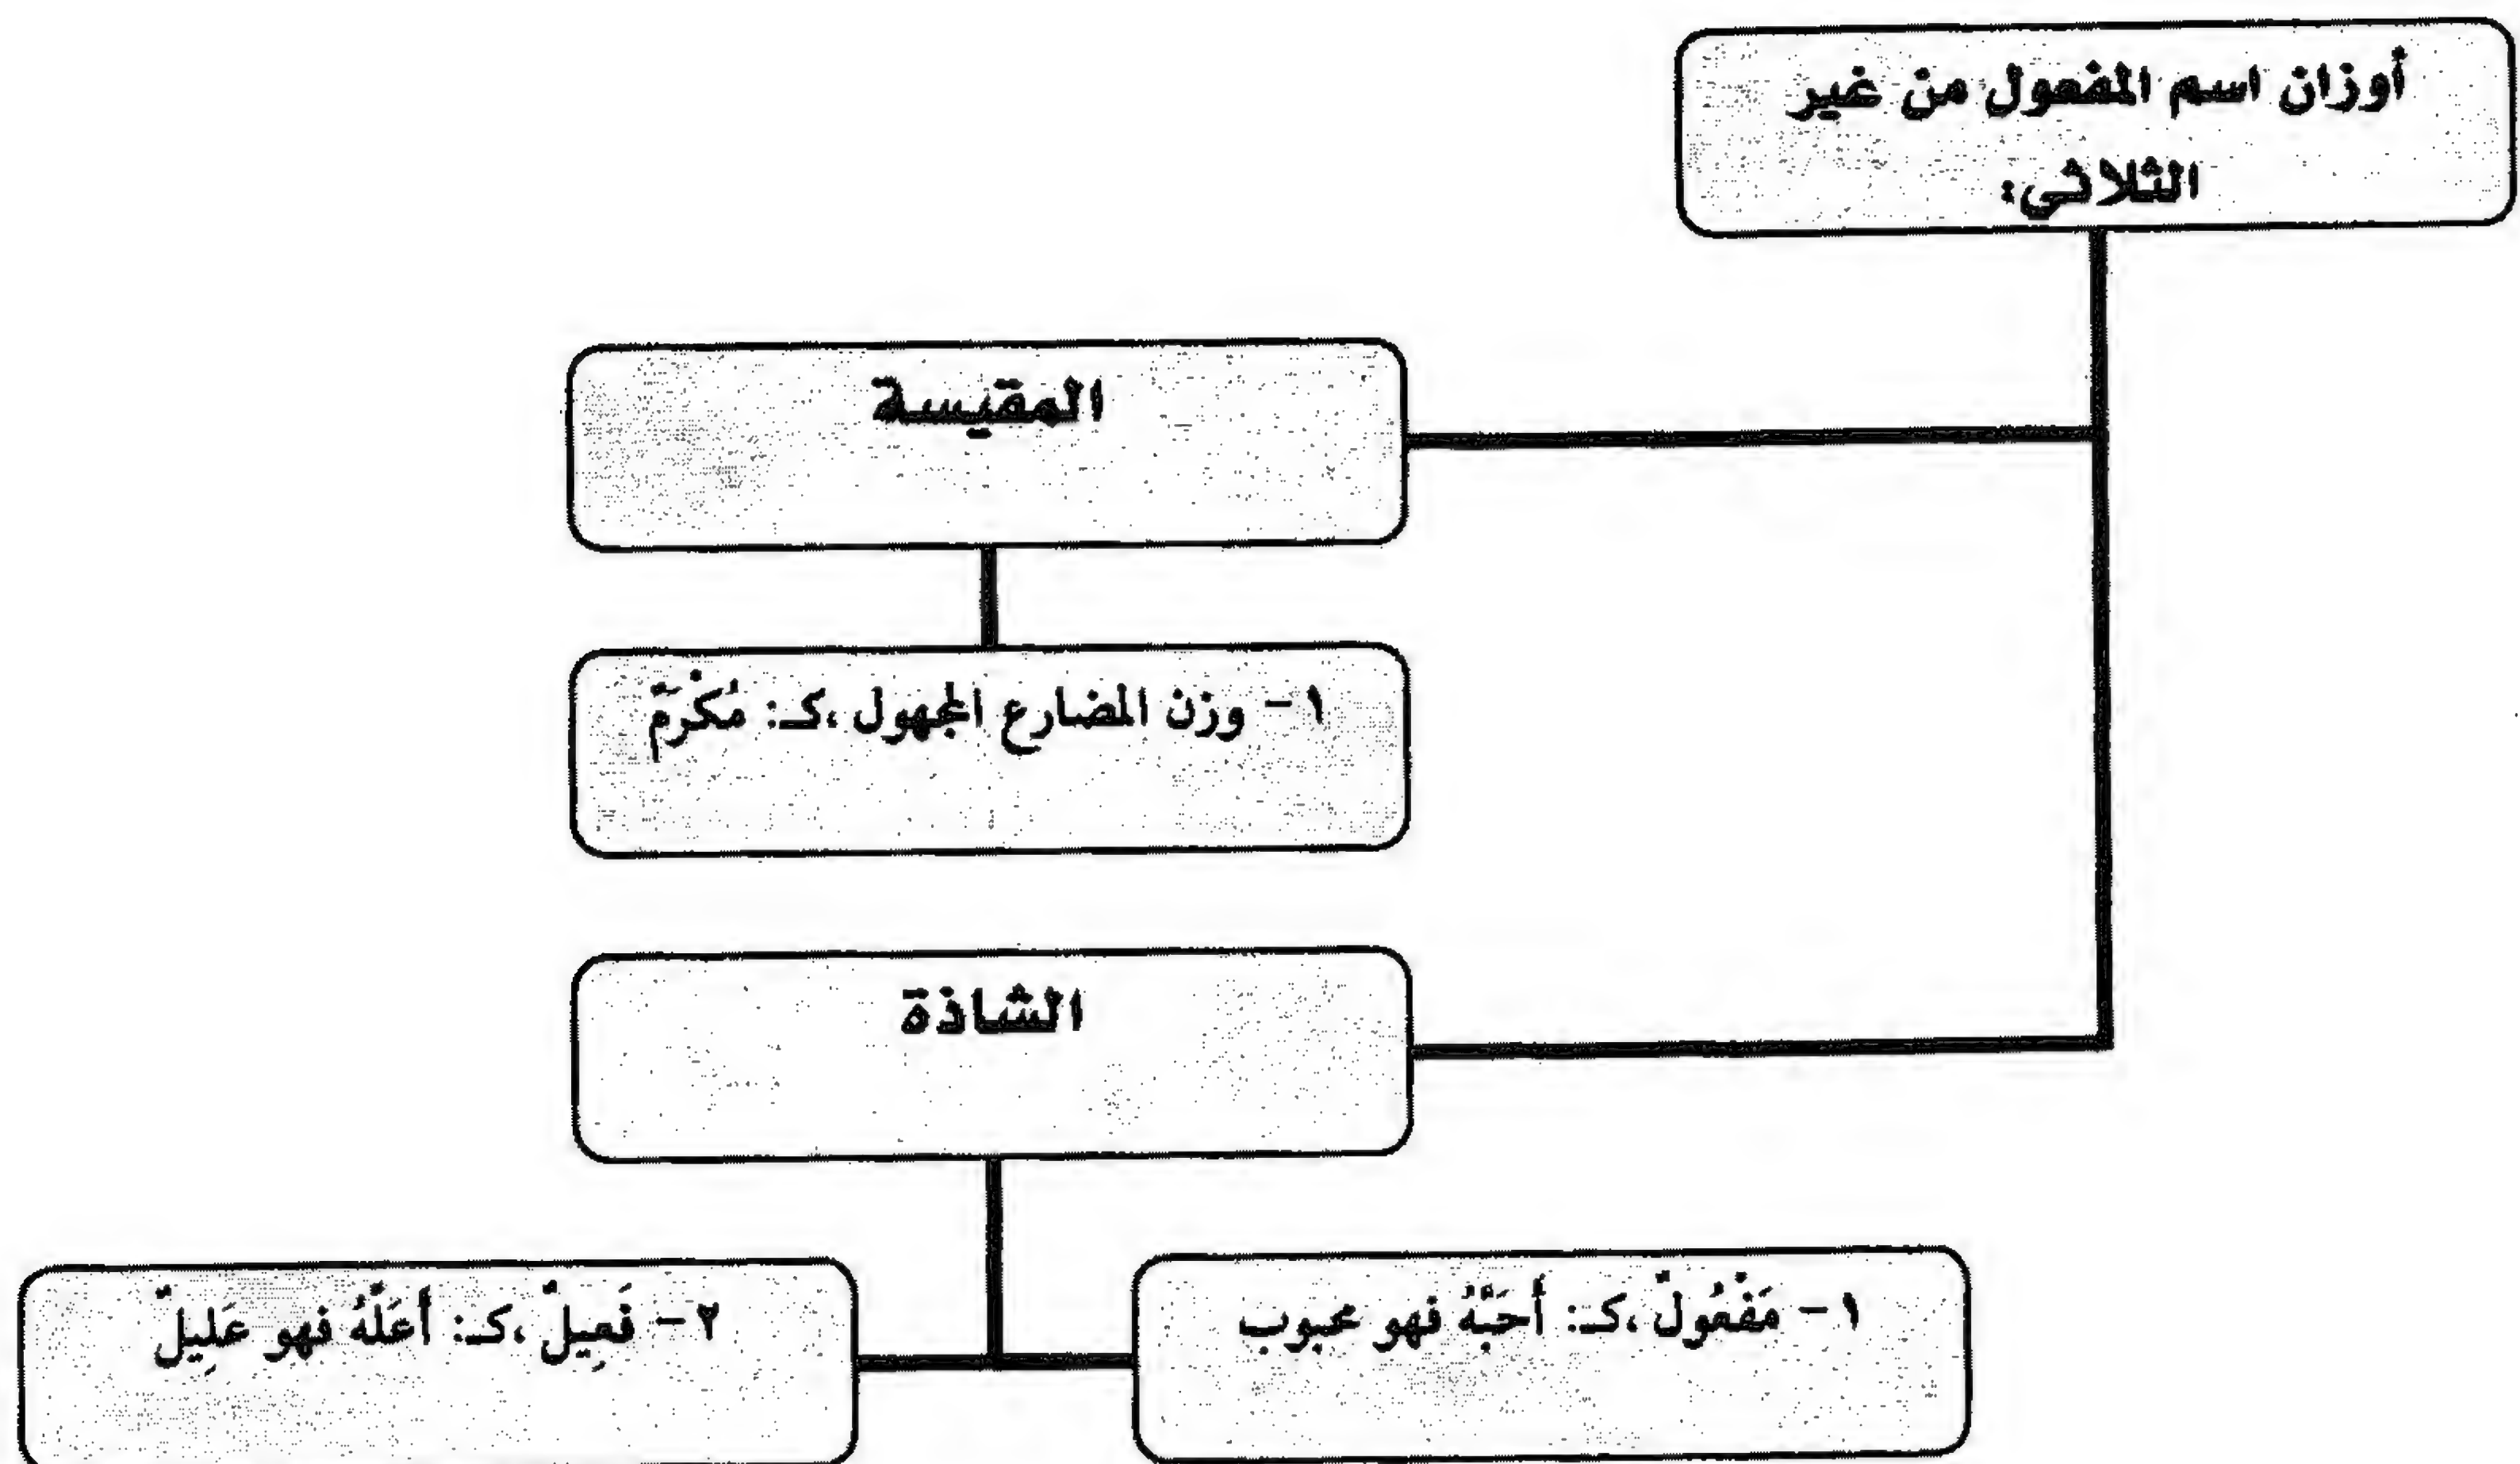 أوزان اسم المفعول من غير
الثلاثي:
المقيسة
١- وزن المضارع المجهول ،كـ: مُكْرَمٌ
الشاذة
١- مَفْعُولٌ ،كـ: أَحَبَّهُ فهو محبوب
٢- فَعِيلٌ ،كـ: أَعَلَّهُ فهو عَلِيلٌ